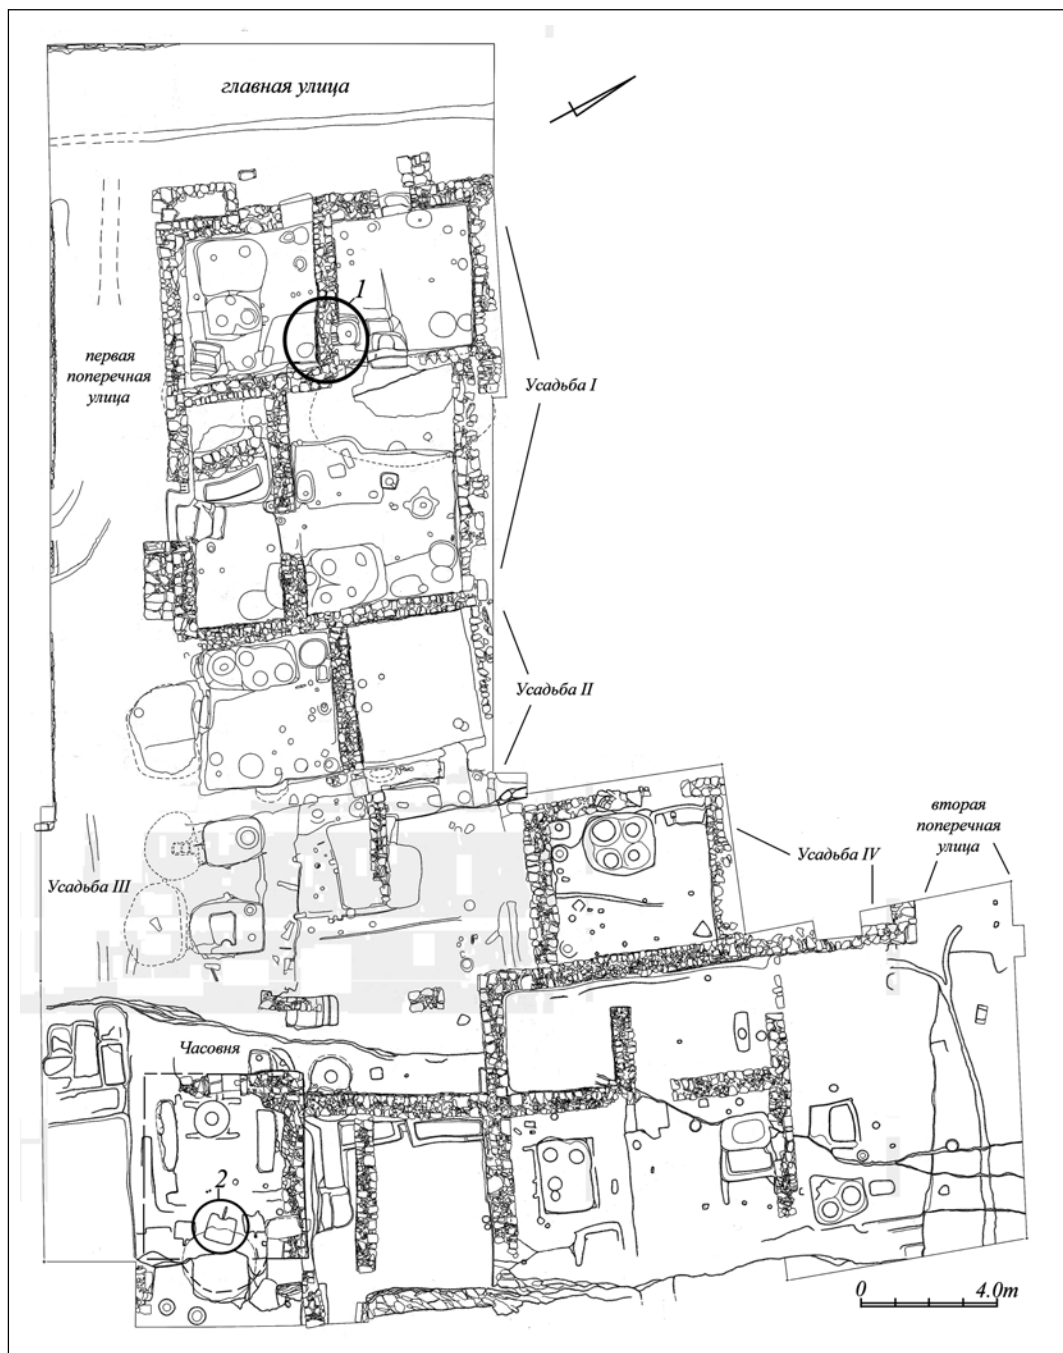 главная улица
1
первая
поперечная
улица
Усадьба I
Усадьба II
вторая
поперечная
улица
Усадьба IV
Усадьба III
Часовня
2
0 4.0m